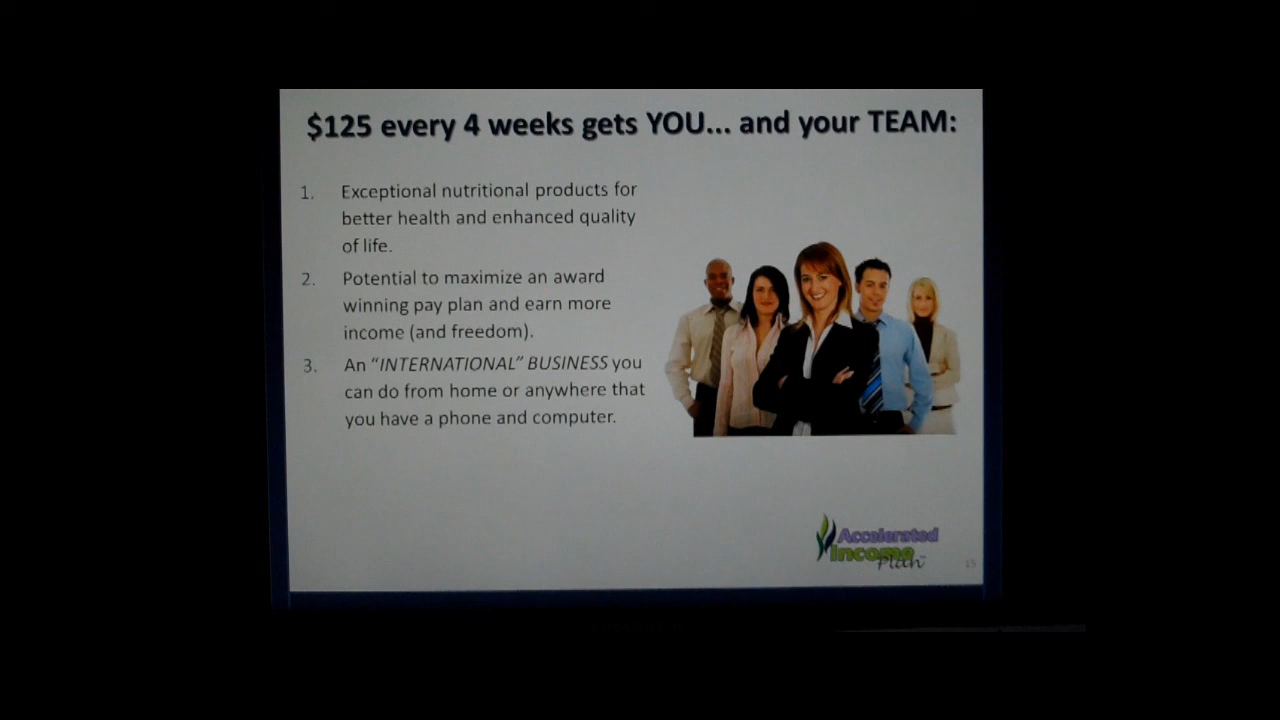 $125 every 4 weeks gets YOU... and your TEAM:
1. Exceptional nutritional products for
better health and enhanced quality
of life.
2. Potential to maximize an award
winning pay plan and earn more
income (and freedom).
3. An “INTERNATIONAL” BUSINESS you
can do from home or anywhere that
you have a phone and computer.
Accelerated
Income
Plan
15